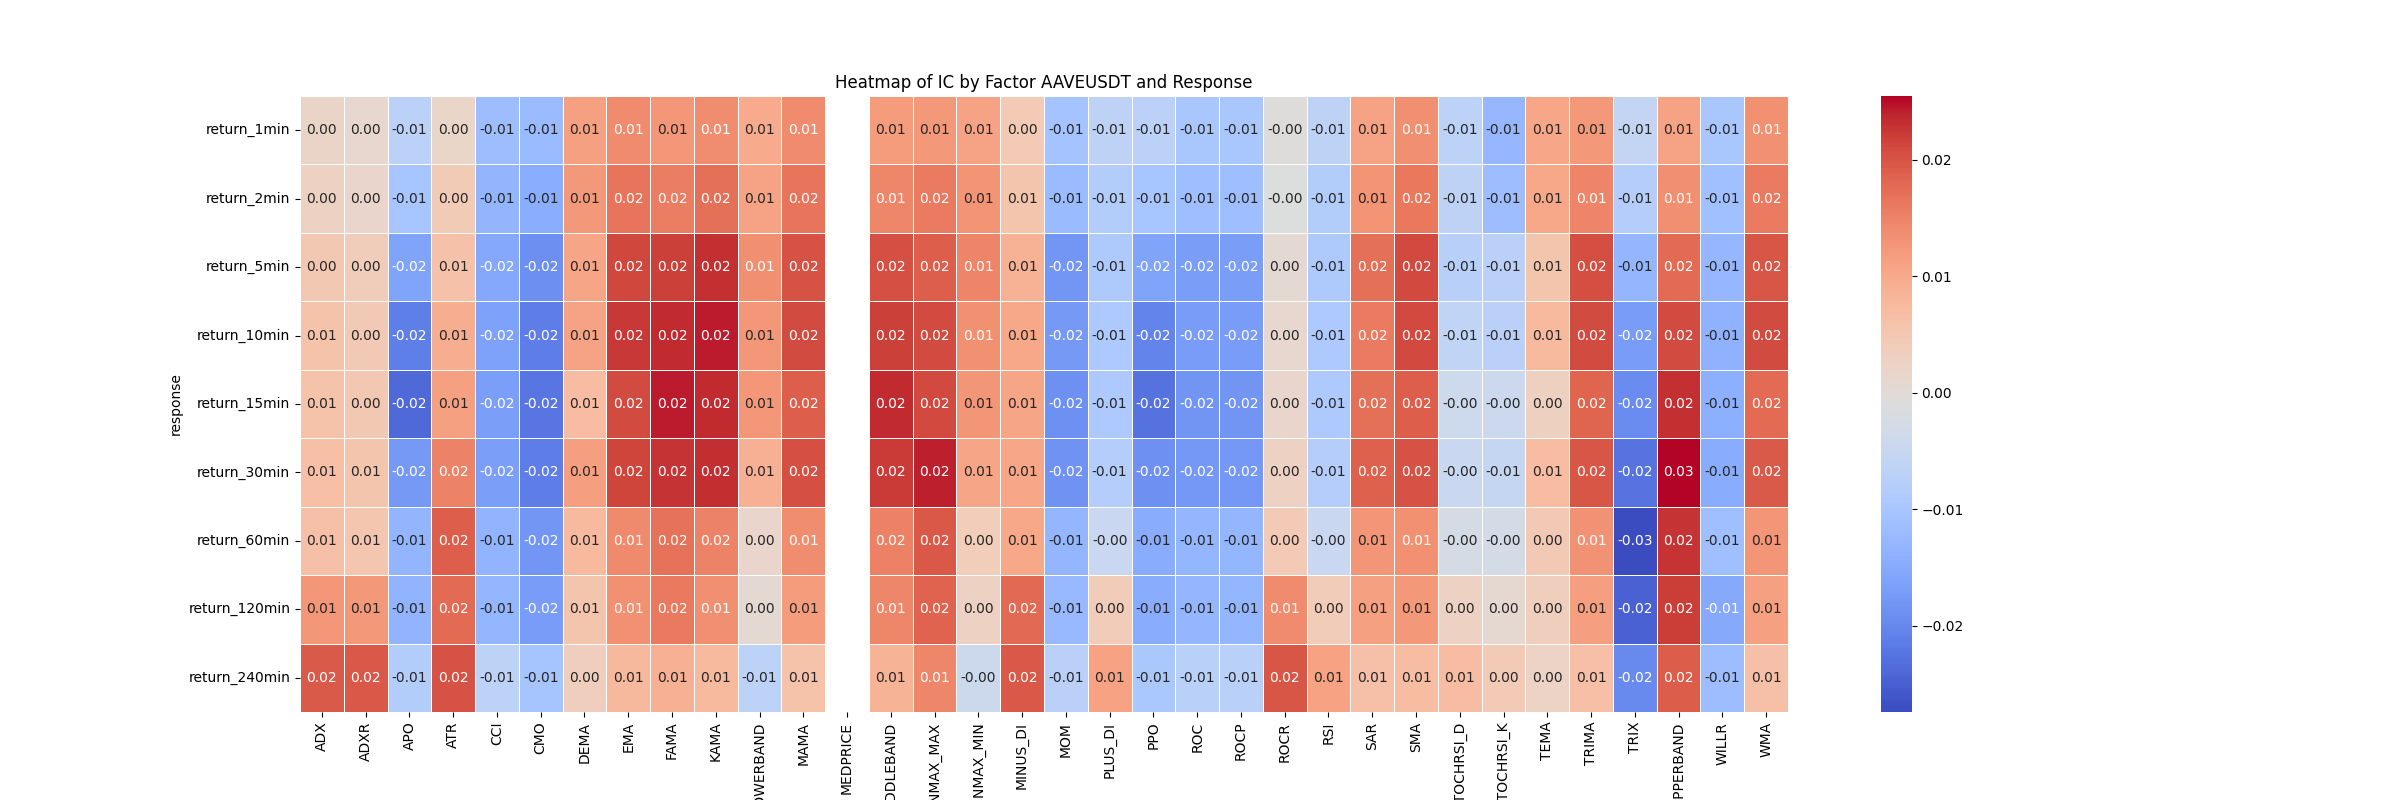 Heatmap of IC by Factor AAVEUSDT and Response
response
return_1min 0.00 0.00 -0.01 0.00 -0.01 -0.01 0.01 0.01 0.01 0.01 0.01 0.01 0.01 0.01 0.01 0.00 -0.01 -0.01 -0.01 -0.01 -0.01 -0.00 -0.01 0.01 0.01 -0.01 -0.01 0.01 0.01 -0.01 0.01 -0.01 0.01
return_2min 0.00 0.00 -0.01 0.00 -0.01 -0.01 0.01 0.02 0.02 0.02 0.01 0.02 0.01 0.02 0.01 0.01 -0.01 -0.01 -0.01 -0.01 -0.01 -0.00 -0.01 0.01 0.02 -0.01 -0.01 0.01 0.01 -0.01 0.01 -0.01 0.02
return_5min 0.00 0.00 -0.02 0.01 -0.02 -0.02 0.01 0.02 0.02 0.02 0.01 0.02 0.02 0.02 0.01 0.01 -0.02 -0.01 -0.02 -0.02 -0.02 0.00 -0.01 0.02 0.02 -0.01 -0.01 0.01 0.02 -0.01 0.02 -0.01 0.02
return_10min 0.01 0.00 -0.02 0.01 -0.02 -0.02 0.01 0.02 0.02 0.02 0.01 0.02 0.02 0.02 0.01 0.01 -0.02 -0.01 -0.02 -0.02 -0.02 0.00 -0.01 0.02 0.02 -0.01 -0.01 0.01 0.02 -0.02 0.02 -0.01 0.02
return_15min 0.01 0.00 -0.02 0.01 -0.02 -0.02 0.01 0.02 0.02 0.02 0.01 0.02 0.02 0.02 0.01 0.01 -0.02 -0.01 -0.02 -0.02 -0.02 0.00 -0.01 0.02 0.02 -0.00 -0.00 0.00 0.02 -0.02 0.02 -0.01 0.02
return_30min 0.01 0.01 -0.02 0.02 -0.02 -0.02 0.01 0.02 0.02 0.02 0.01 0.02 0.02 0.02 0.01 0.01 -0.02 -0.01 -0.02 -0.02 -0.02 0.00 -0.01 0.02 0.02 -0.00 -0.01 0.01 0.02 -0.02 0.03 -0.01 0.02
return_60min 0.01 0.01 -0.01 0.02 -0.01 -0.02 0.01 0.01 0.02 0.02 0.00 0.01 0.02 0.02 0.00 0.01 -0.01 -0.00 -0.01 -0.01 -0.01 0.00 -0.00 0.01 0.01 -0.00 -0.00 0.00 0.01 -0.03 0.02 -0.01 0.01
return_120min 0.01 0.01 -0.01 0.02 -0.01 -0.02 0.01 0.01 0.02 0.01 0.00 0.01 0.01 0.02 0.00 0.02 -0.01 0.00 -0.01 -0.01 -0.01 0.01 0.00 0.01 0.01 0.00 0.00 0.00 0.01 -0.02 0.02 -0.01 0.01
return_240min 0.02 0.02 -0.01 0.02 -0.01 -0.01 0.00 0.01 0.01 0.01 -0.01 0.01 0.01 0.01 -0.00 0.02 -0.01 0.01 -0.01 -0.01 -0.01 0.02 0.01 0.01 0.01 0.01 0.00 0.00 0.01 -0.02 0.02 -0.01 0.01
ADX
ADXR
APO
ATR
CCI
CMO
DEMA
EMA
FAMA
KAMA
OWERBAND
MAMA
MEDPRICE
DDLEBAND
NMAX_MAX
NMAX_MIN
MINUS_DI
MOM
PLUS_DI
PPO
ROC
ROCP
ROCR
RSI
SAR
SMA
TOCHRSI_D
TOCHRSI_K
TEMA
TRIMA
TRIX
PPERBAND
WILLR
WMA
0.02
0.01
0.00
−0.01
−0.02